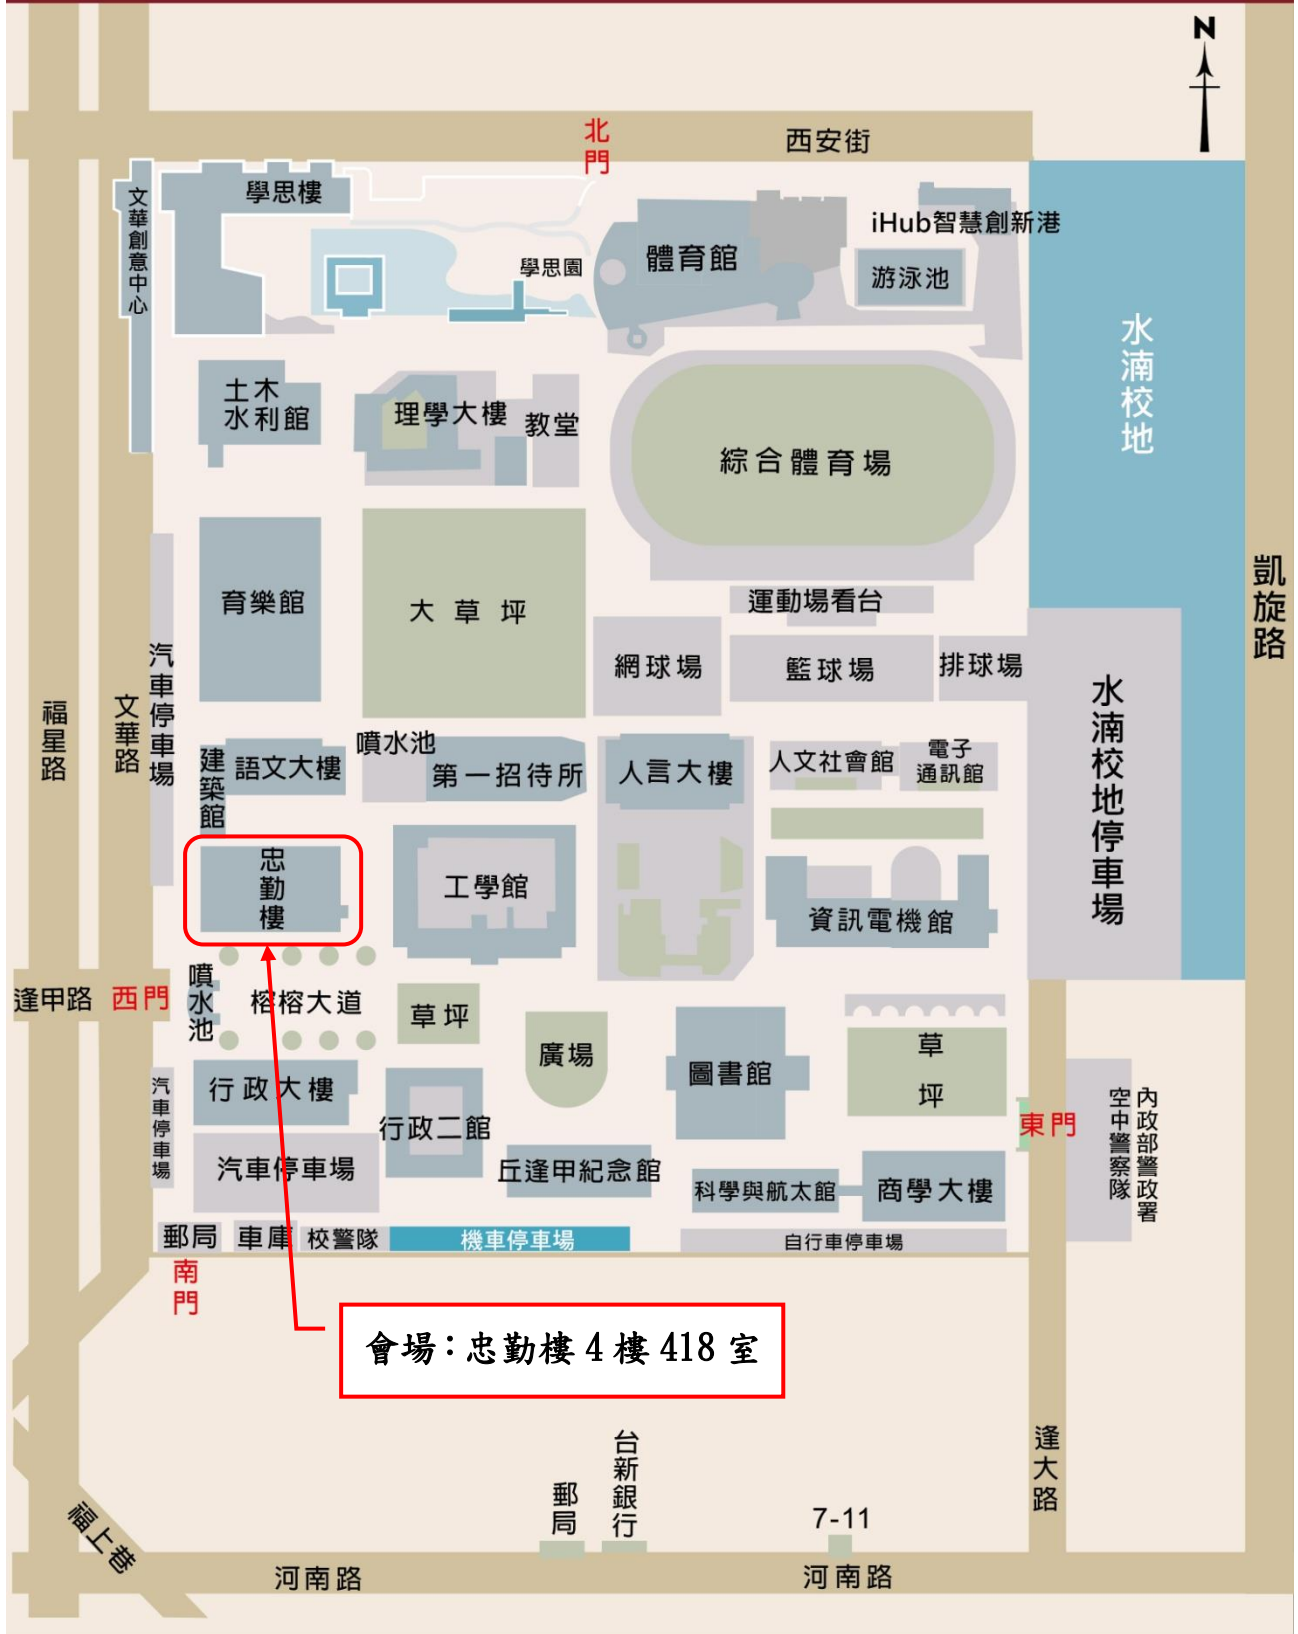 N
北門
西安街
文華創意中心
學思樓
iHub智慧創新港
學思園
體育館
游泳池
水湳校地
土木
水利館
理學大樓
教堂
綜合體育場
凱旋路
育樂館
大草坪
運動場看台
汽車停車場
網球場
籃球場
排球場
水湳校地停車場
福星路
文華路
建築館
語文大樓
噴水池
第一招待所
人言大樓
人文社會館
電子
通訊館
忠勤樓
工學館
資訊電機館
逢甲路
西門
噴水池
榕榕大道
草坪
廣場
圖書館
草坪
汽車停車場
行政大樓
行政二館
東門
內政部警政署
空中警察隊
汽車停車場
丘逢甲紀念館
科學與航太館
商學大樓
郵局
車庫
校警隊
機車停車場
自行車停車場
南門
會場：忠勤樓 4 樓 418 室
逢大路
台新銀行
郵局
7-11
福上巷
河南路
河南路